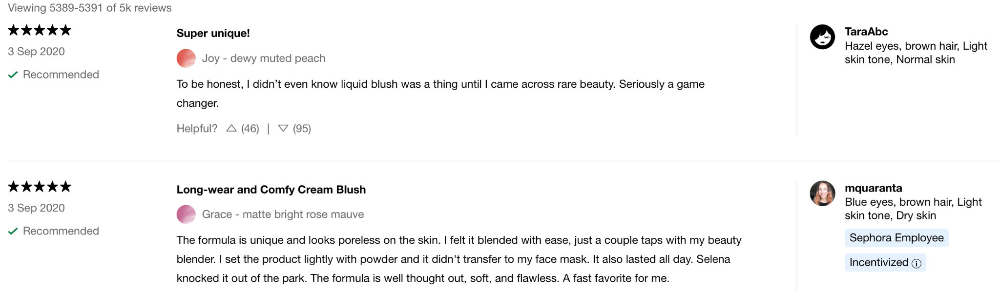 Viewing 5389-5391 of 5k reviews
3 Sep 2020
Recommended
Super unique!
Joy - dewy muted peach
To be honest, I didn’t even know liquid blush was a thing until I came across rare beauty. Seriously a game
changer.
Helpful? (46) | (95)
TaraAbc
Hazel eyes, brown hair, Light
skin tone, Normal skin
3 Sep 2020
Recommended
Long-wear and Comfy Cream Blush
Grace - matte bright rose mauve
The formula is unique and looks poreless on the skin. I felt it blended with ease, just a couple taps with my beauty
blender. I set the product lightly with powder and it didn't transfer to my face mask. It also lasted all day. Selena
knocked it out of the park. The formula is well thought out, soft, and flawless. A fast favorite for me.
mquaranta
Blue eyes, brown hair, Light
skin tone, Dry skin
Sephora Employee
Incentivized